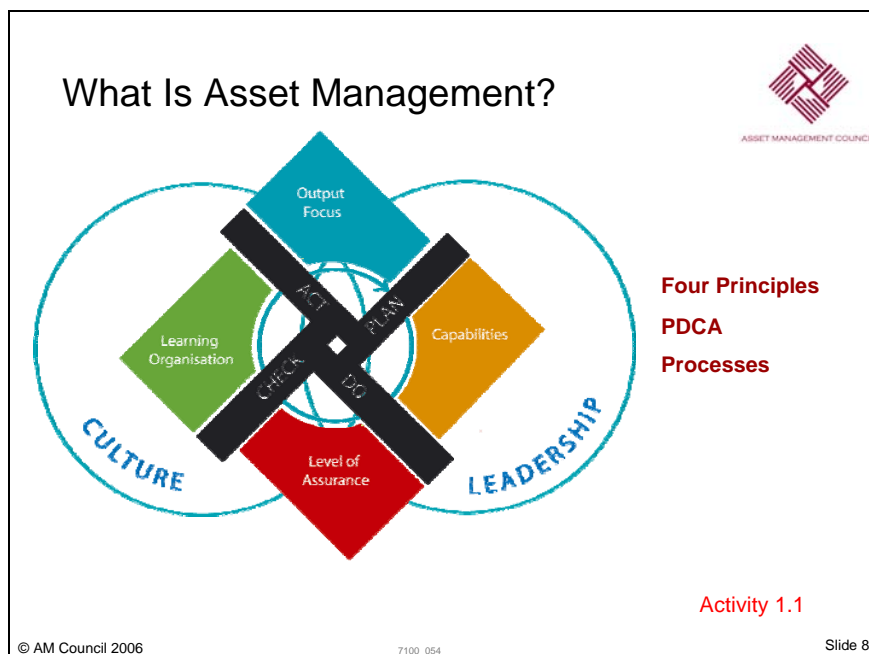 What Is Asset Management?
ASSET MANAGEMENT COUNCIL
Output
Focus
ACT
PLAN
Learning
Organisation
Capabilities
CHECK
DO
Level of
Assurance
CULTURE
LEADERSHIP
Four Principles
PDCA
Processes
Activity 1.1
© AM Council 2006
7100_054
Slide 8